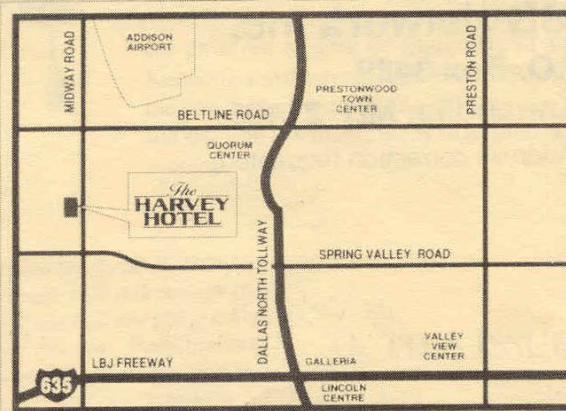 ADDISON
AIRPORT
MIDWAY ROAD
PRESTON ROAD
PRESTONWOOD
TOWN
CENTER
BELTLINE ROAD
QUORUM
CENTER
The
HARVEY
HOTEL
DALLAS NORTH TOLLWAY
SPRING VALLEY ROAD
VALLEY
VIEW
CENTER
LBJ FREEWAY
GALLERIA
635
LINCOLN
CENTRE